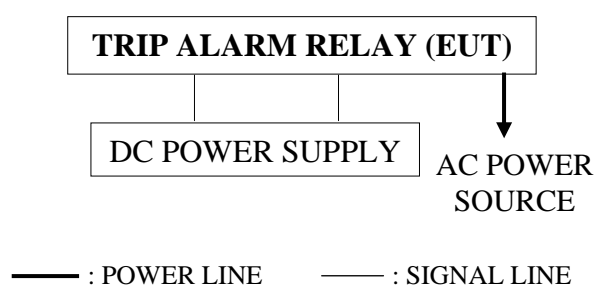 TRIP ALARM RELAY (EUT)
DC POWER SUPPLY
AC POWER
SOURCE
: POWER LINE
: SIGNAL LINE